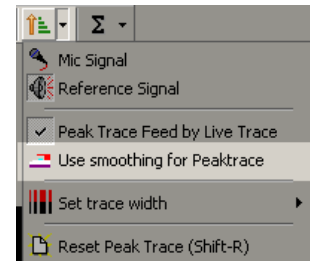 Σ
Mic Signal
Reference Signal
Peak Trace Feed by Live Trace
Use smoothing for Peaktrace
Set trace width
Reset Peak Trace (Shift-R)